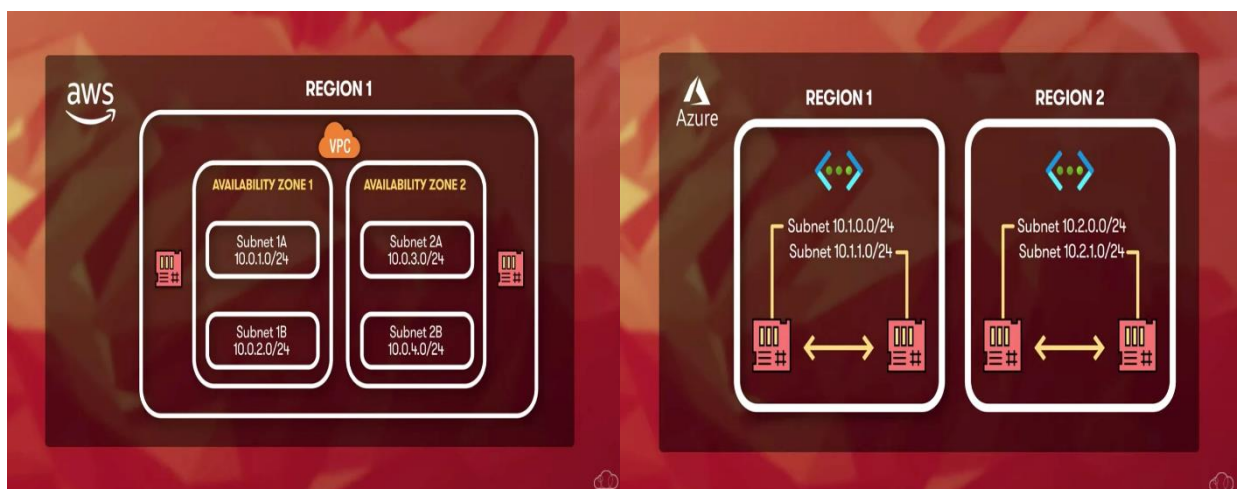 aws
REGION 1
VPC
AVAILABILITY ZONE 1
Subnet 1A
10.0.1.0/24
Subnet 1B
10.0.2.0/24
AVAILABILITY ZONE 2
Subnet 2A
10.0.3.0/24
Subnet 2B
10.0.4.0/24
Azure
REGION 1
Subnet 10.1.0.0/24
Subnet 10.1.1.0/24
REGION 2
Subnet 10.2.0.0/24
Subnet 10.2.1.0/24